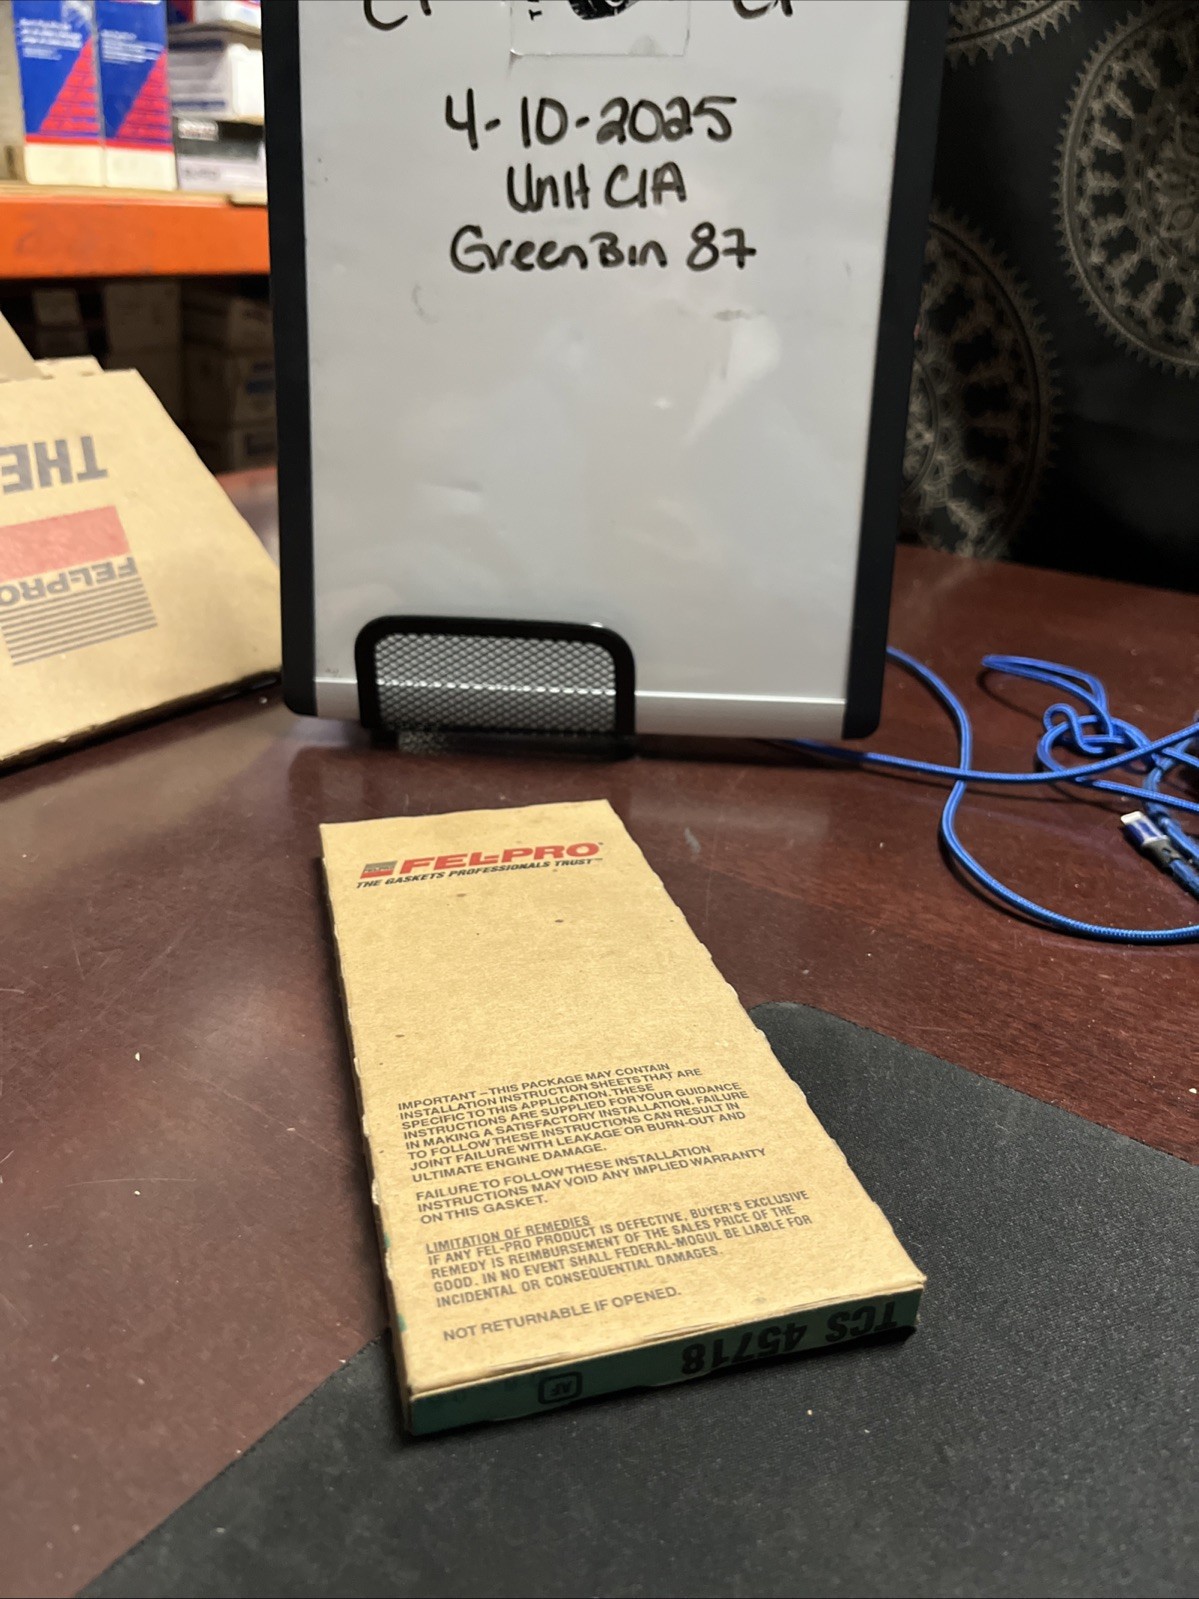 4-10-2025
Unit C1A
Green Bin 87
THE
FEL-PRO
FEL-PRO
THE GASKETS PROFESSIONALS TRUST™
IMPORTANT – THIS PACKAGE MAY CONTAIN
INSTALLATION INSTRUCTION SHEETS THAT ARE
SPECIFIC TO THIS APPLICATION. THESE
INSTRUCTIONS ARE SUPPLIED FOR YOUR GUIDANCE
IN MAKING A SATISFACTORY INSTALLATION. FAILURE
TO FOLLOW THESE INSTRUCTIONS CAN RESULT IN
JOINT FAILURE WITH LEAKAGE OR BURN-OUT AND
ULTIMATE ENGINE DAMAGE.
FAILURE TO FOLLOW THESE INSTALLATION
INSTRUCTIONS MAY VOID ANY IMPLIED WARRANTY
ON THIS GASKET.
LIMITATION OF REMEDIES
IF ANY FEL-PRO PRODUCT IS DEFECTIVE, BUYER'S EXCLUSIVE
REMEDY IS REIMBURSEMENT OF THE SALES PRICE OF THE
GOOD. IN NO EVENT SHALL FEDERAL-MOGUL BE LIABLE FOR
INCIDENTAL OR CONSEQUENTIAL DAMAGES.
NOT RETURNABLE IF OPENED.
TCS 45718
AF